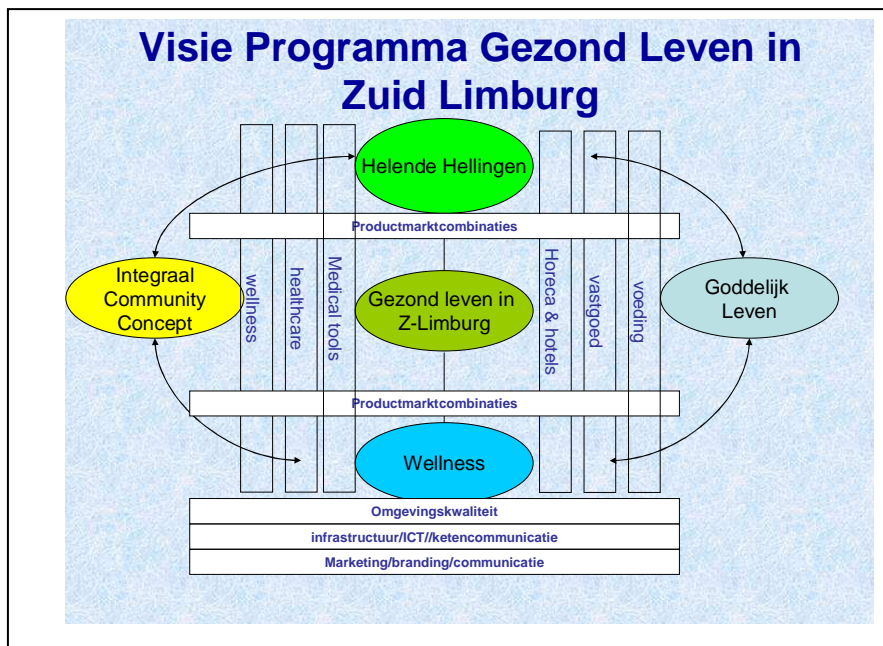 Visie Programma Gezond Leven in
Zuid Limburg
Helende Hellingen
Productmarktcombinaties
Integraal
Community
Concept
wellness
healthcare
Medical tools
Gezond leven in
Z-Limburg
Horeca & hotels
vastgoed
voeding
Goddelijk
Leven
Productmarktcombinaties
Wellness
Omgevingskwaliteit
infrastructuur/ICT//ketencommunicatie
Marketing/branding/communicatie